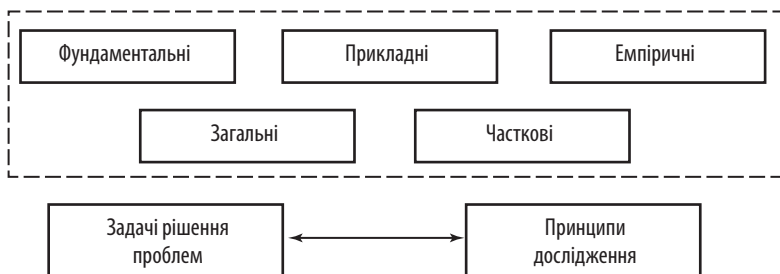 Фундаментальні
Прикладні
Емпіричні
Загальні
Часткові
Задачі рішення
проблем
Принципи
дослідження